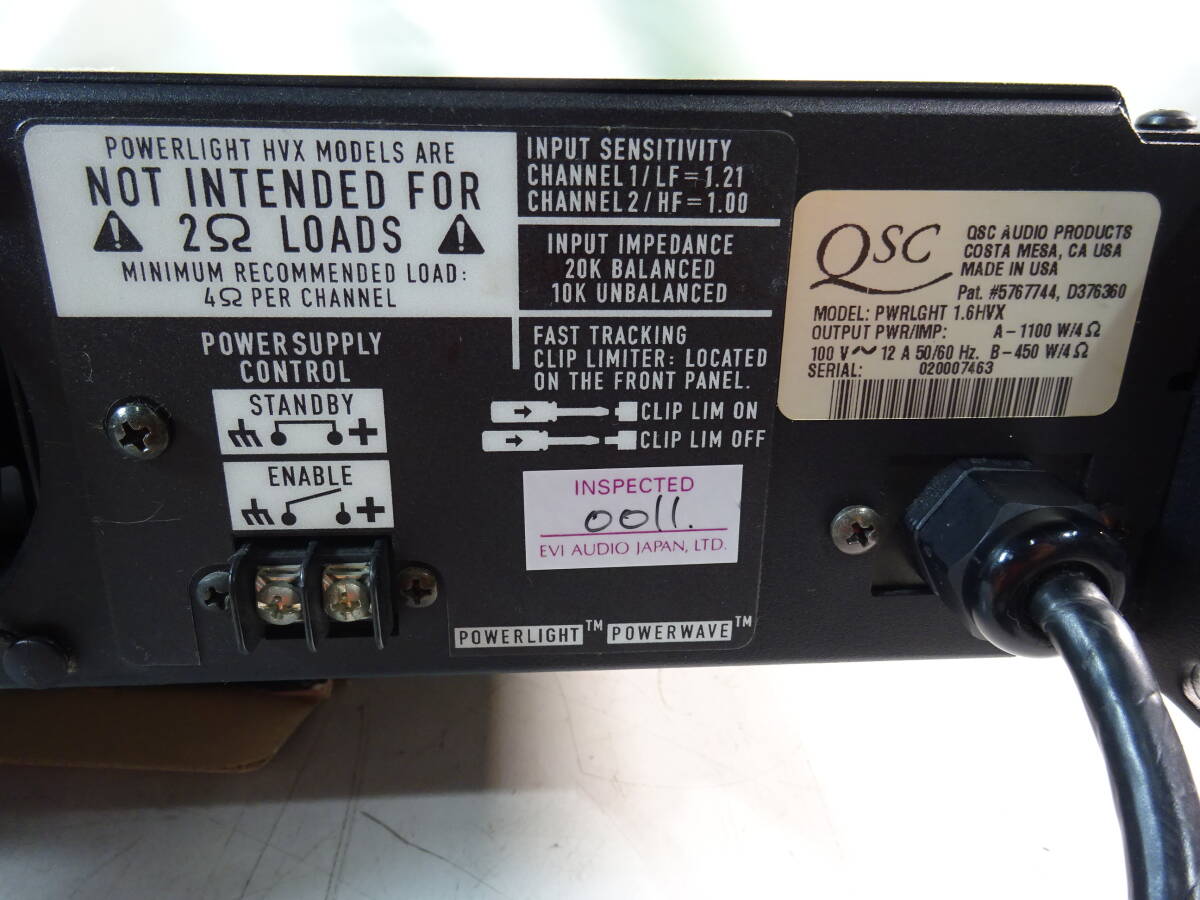 POWERLIGHT HVX MODELS ARE
NOT INTENDED FOR
2Ω LOADS
MINIMUM RECOMMENDED LOAD:
4Ω PER CHANNEL
INPUT SENSITIVITY
CHANNEL 1/LF=1.21
CHANNEL 2/HF=1.00
INPUT IMPEDANCE
20K BALANCED
10K UNBALANCED
FAST TRACKING
CLIP LIMITER: LOCATED
ON THE FRONT PANEL.
CLIP LIM ON
CLIP LIM OFF
POWER SUPPLY
CONTROL
STANDBY
+
ENABLE
+
INSPECTED
0011.
EVI AUDIO JAPAN, LTD.
POWERLIGHT™ POWERWAVE™
QSC
QSC AUDIO PRODUCTS
COSTA MESA, CA USA
MADE IN USA
Pat. #5767744, D376360
MODEL: PWRLGHT 1.6HVX
OUTPUT PWR/IMP: A-1100 W/4 Ω
100 V~ 12 A 50/60 Hz. B-450 W/4 Ω
SERIAL: 020007463